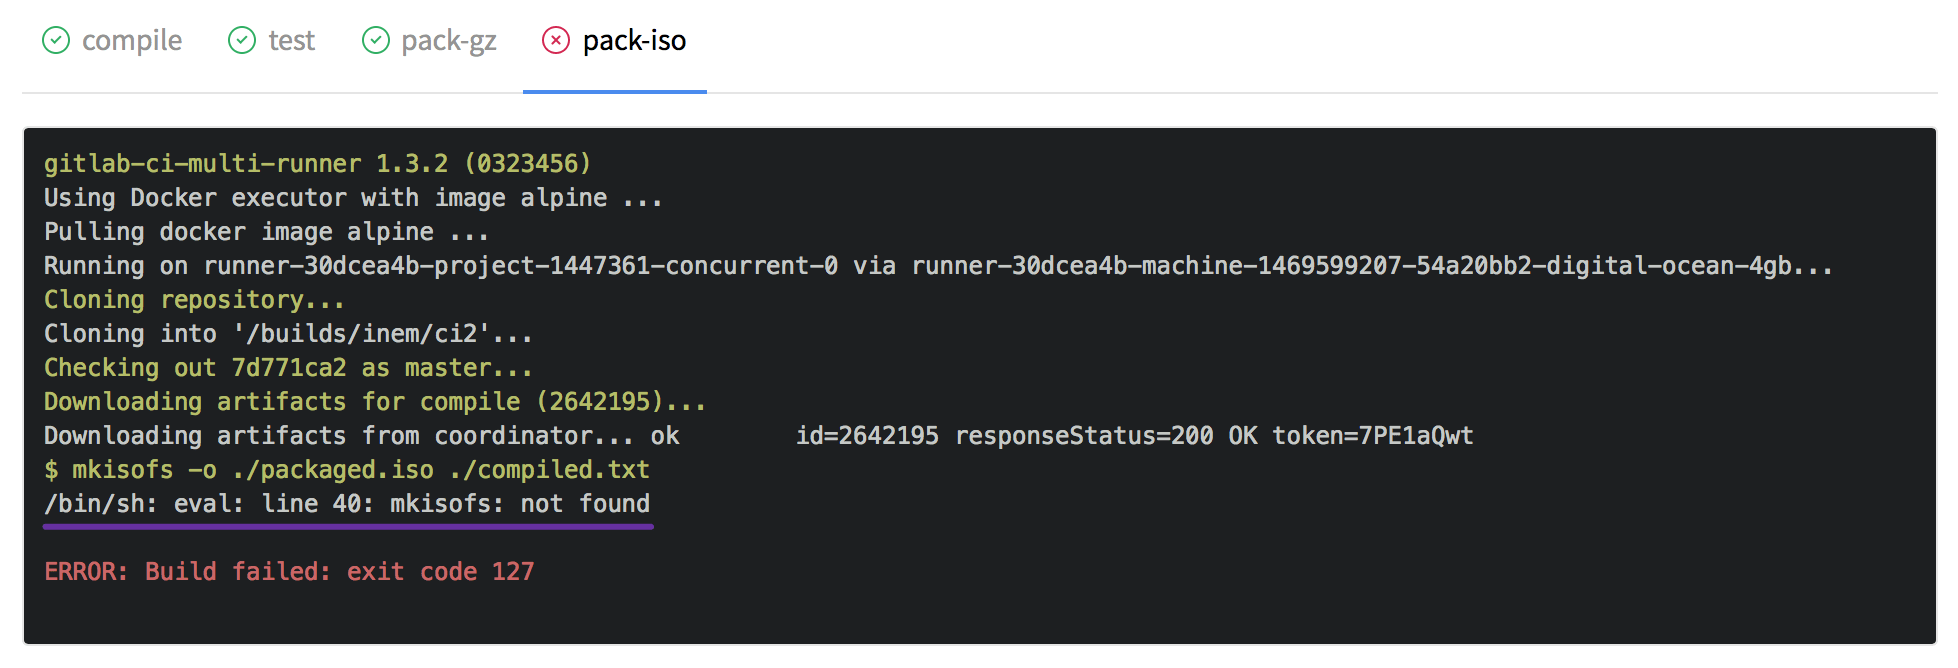 compile test pack-gz pack-iso
gitlab-ci-multi-runner 1.3.2 (0323456)
Using Docker executor with image alpine ...
Pulling docker image alpine ...
Running on runner-30dcea4b-project-1447361-concurrent-0 via runner-30dcea4b-machine-1469599207-54a20bb2-digital-ocean-4gb...
Cloning repository...
Cloning into '/builds/inem/ci2'...
Checking out 7d771ca2 as master...
Downloading artifacts for compile (2642195)...
Downloading artifacts from coordinator... ok        id=2642195 responseStatus=200 OK token=7PE1aQwt
$ mkisofs -o ./packaged.iso ./compiled.txt
/bin/sh: eval: line 40: mkisofs: not found
ERROR: Build failed: exit code 127